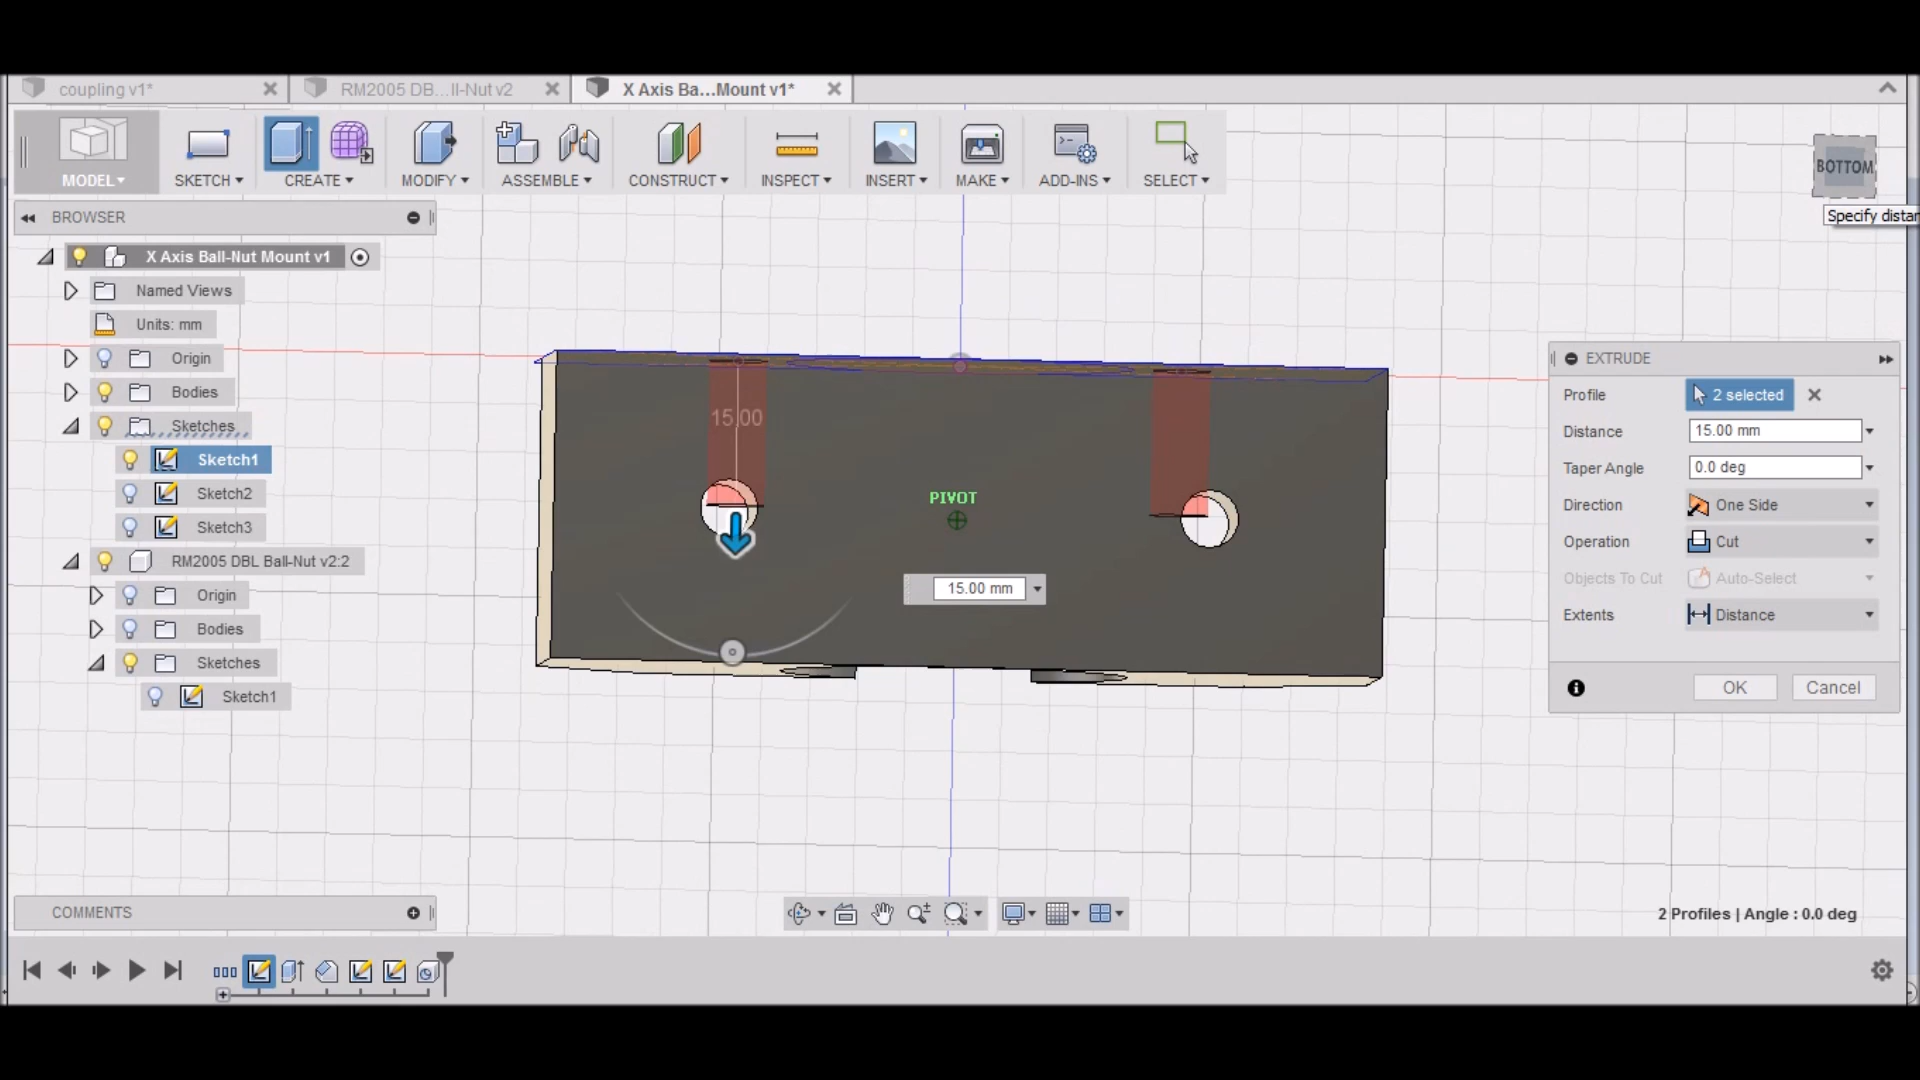 coupling v1*
RM2005 DB...ll-Nut v2
X Axis Ba...Mount v1*
MODEL
SKETCH
CREATE
MODIFY
ASSEMBLE
CONSTRUCT
INSPECT
INSERT
MAKE
ADD-INS
SELECT
BOTTOM
Specify distan
BROWSER
X Axis Ball-Nut Mount v1
Named Views
Units: mm
Origin
Bodies
Sketches
Sketch1
Sketch2
Sketch3
RM2005 DBL Ball-Nut v2:2
Origin
Bodies
Sketches
Sketch1
15.00
PIVOT
15.00 mm
EXTRUDE
Profile 2 selected
Distance 15.00 mm
Taper Angle 0.0 deg
Direction One Side
Operation Cut
Objects To Cut Auto-Select
Extents Distance
OK Cancel
COMMENTS
2 Profiles | Angle : 0.0 deg